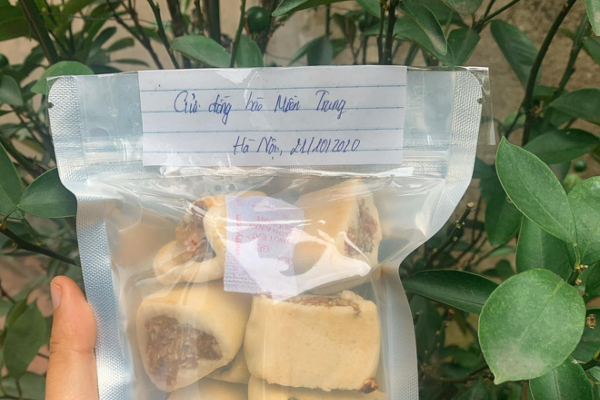 Gửi đồng bào Miền Trung
Hà Nội, 21/10/2020